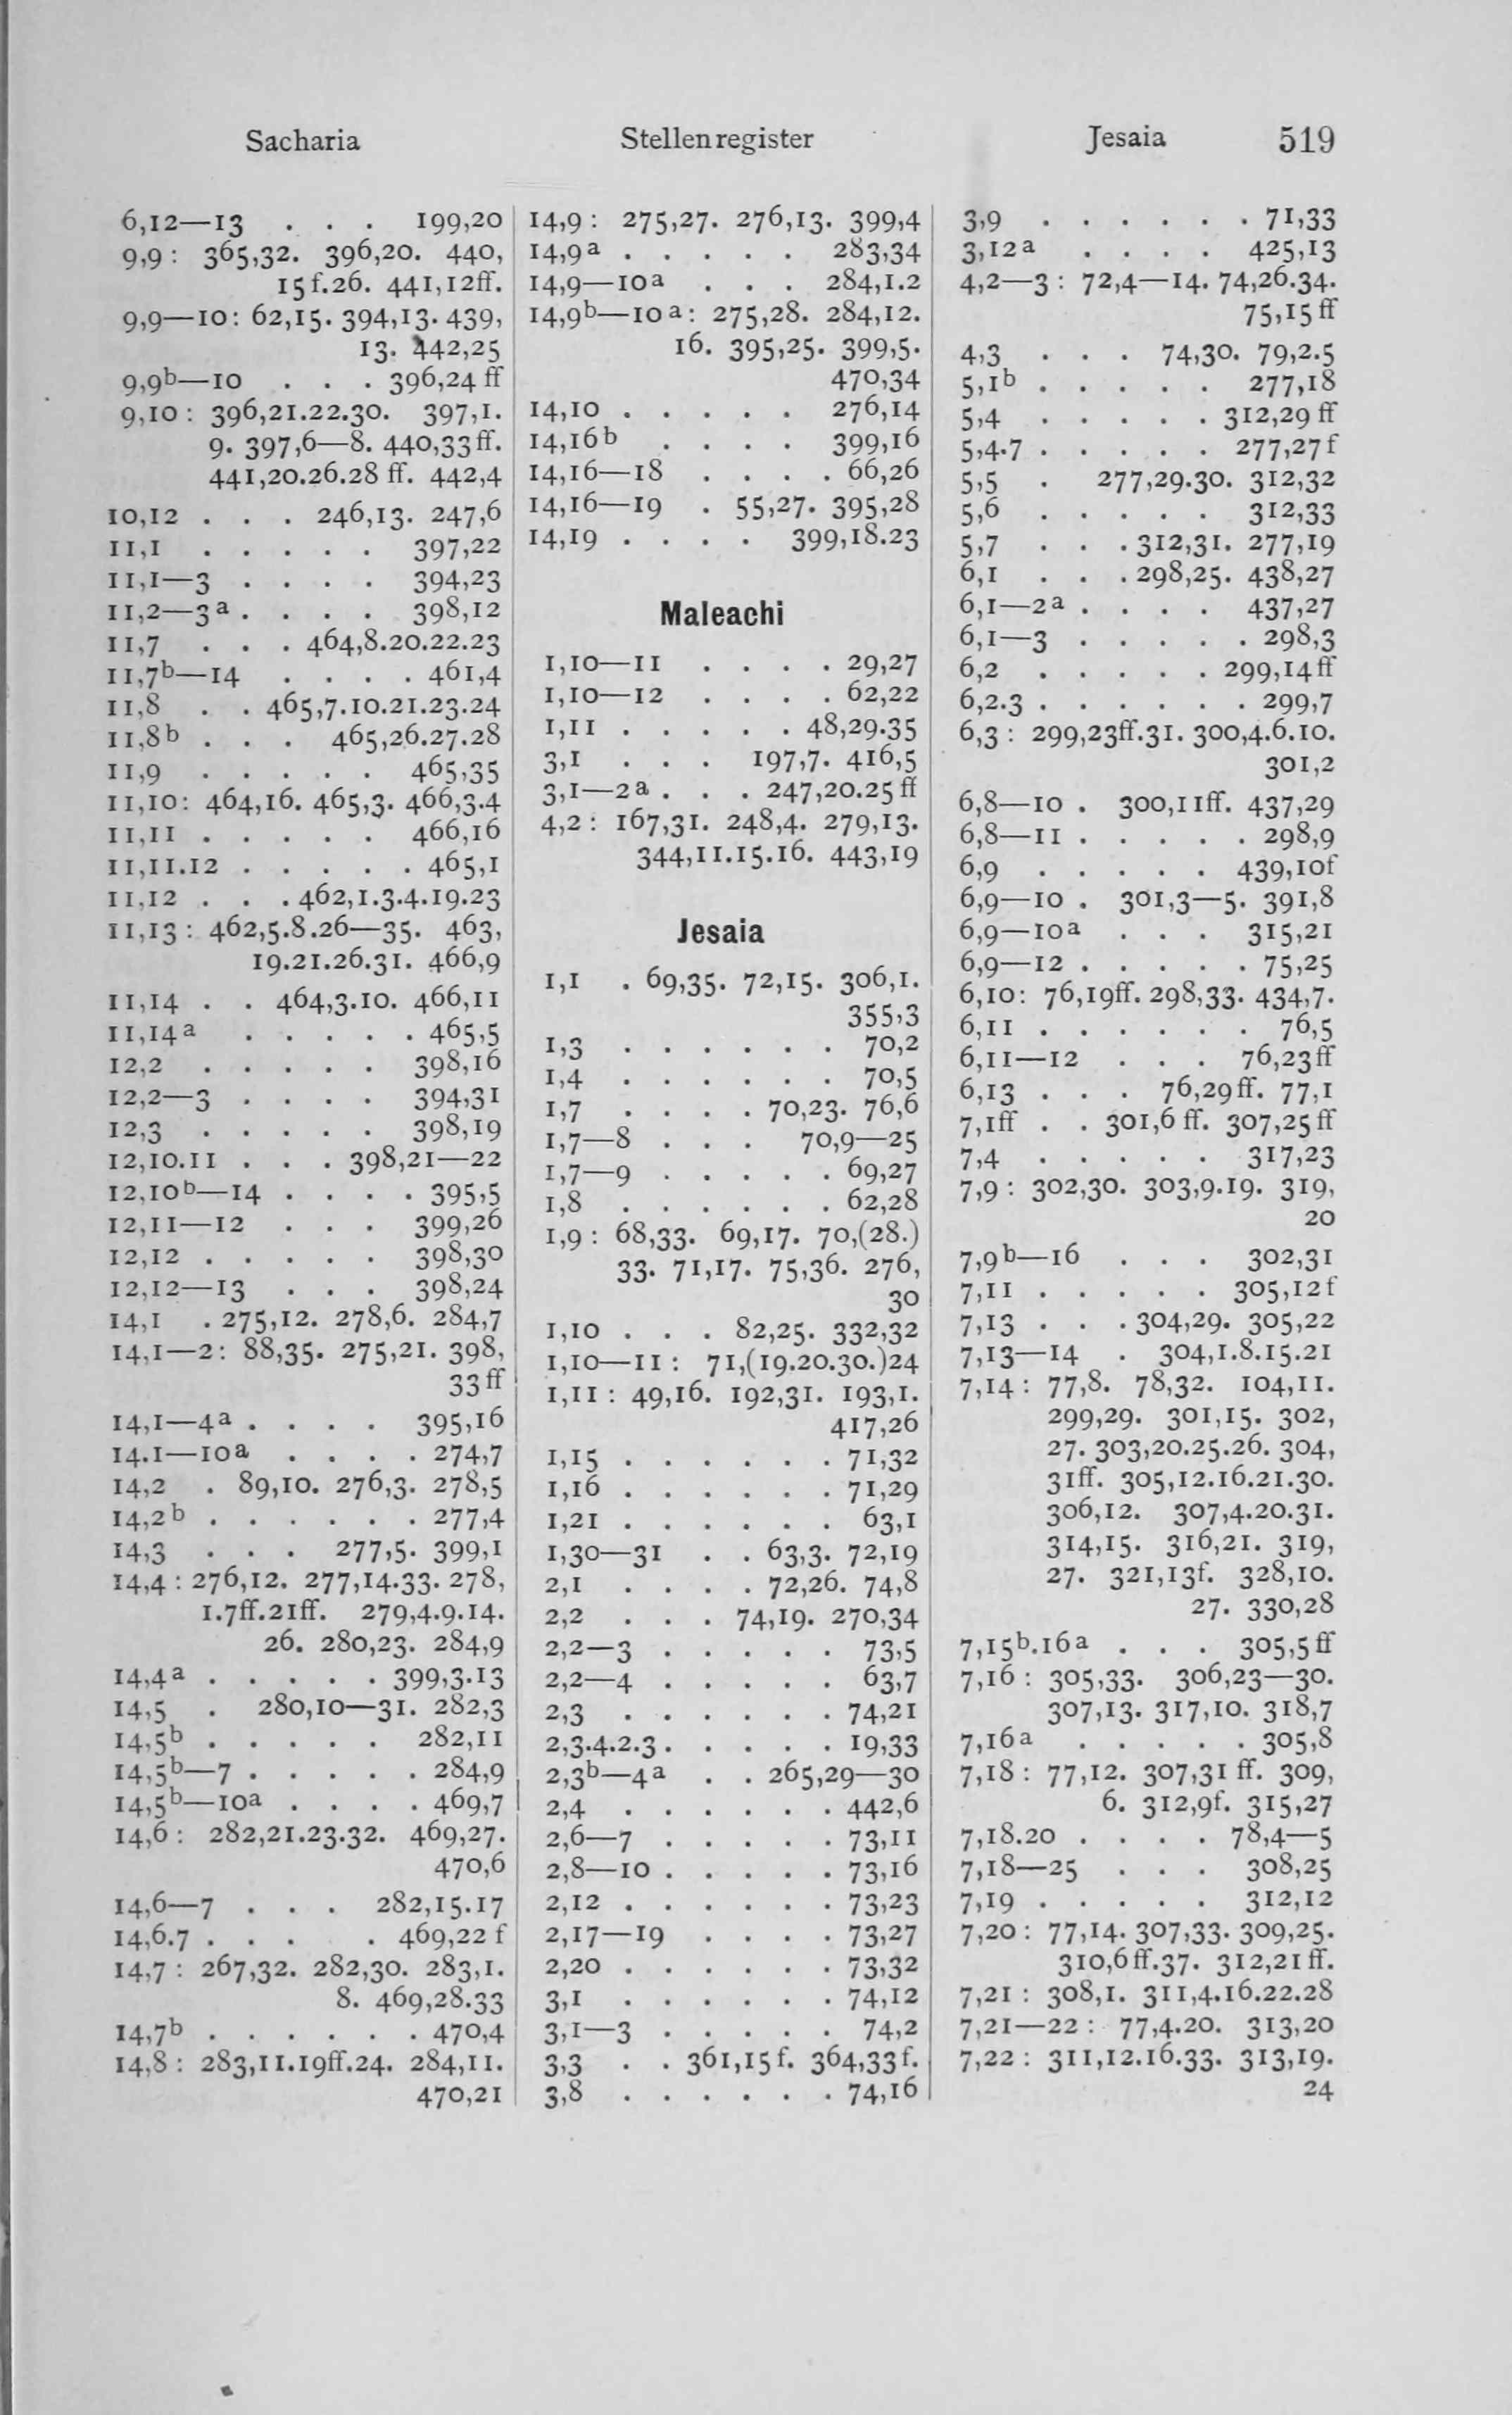 Sacharia Stellenregister Jesaia 519
6,12—13 . . . 199,20
9,9 : 365,32. 396,20. 440,
15 f.26. 441,12ff.
9,9—10: 62,15. 394,13. 439,
13. 442,25
9,9b—10 . . . 396,24 ff
9,10 : 396,21.22.30. 397,1.
9. 397,6—8. 440,33 ff.
441,20.26.28 ff. 442,4
10,12 . . . 246,13. 247,6
11,1 . . . . . 397,22
11,1—3 . . . . 394,23
11,2—3a . . . . 398,12
11,7 . . . 464,8.20.22.23
11,7b—14 . . . . 461,4
11,8 . . 465,7.10.21.23.24
11,8b . . . 465,26.27.28
11,9 . . . . . 465,35
11,10: 464,16. 465,3. 466,3.4
11,11 . . . . . 466,16
11,11.12 . . . . . 465,1
11,12 . . . 462,1.3.4.19.23
11,13 : 462,5.8.26—35. 463,
19.21.26.31. 466,9
11,14 . . 464,3.10. 466,11
11,14a . . . . . 465,5
12,2 . . . . . 398,16
12,2—3 . . . . 394,31
12,3 . . . . . 398,19
12,10.11 . . . 398,21—22
12,10b—14 . . . . 395,5
12,11—12 . . . 399,26
12,12 . . . . . 398,30
12,12—13 . . . 398,24
14,1 . 275,12. 278,6. 284,7
14,1—2: 88,35. 275,21. 398,
33 ff
14,1—4a . . . . 395,16
14.1—10a . . . . 274,7
14,2 . 89,10. 276,3. 278,5
14,2b . . . . . . 277,4
14,3 . . . 277,5. 399,1
14,4 : 276,12. 277,14.33. 278,
1.7ff.21ff. 279,4.9.14.
26. 280,23. 284,9
14,4a . . . . . 399,3.13
14,5 . 280,10—31. 282,3
14,5b . . . . . 282,11
14,5b—7 . . . . . 284,9
14,5b—10a . . . . 469,7
14,6 : 282,21.23.32. 469,27.
470,6
14,6—7 . . . 282,15.17
14,6.7 . . . . 469,22 f
14,7 : 267,32. 282,30. 283,1.
8. 469,28.33
14,7b . . . . . . 470,4
14,8 : 283,11.19ff.24. 284,11.
470,21
14,9 : 275,27. 276,13. 399,4
14,9a . . . . . 283,34
14,9—10a . . . 284,1.2
14,9b—10a: 275,28. 284,12.
16. 395,25. 399,5.
470,34
14,10 . . . . . 276,14
14,16b . . . . 399,16
14,16—18 . . . . 66,26
14,16—19 . 55,27. 395,28
14,19 . . . . 399,18.23
Maleachi
1,10—11 . . . . 29,27
1,10—12 . . . . 62,22
1,11 . . . . . 48,29.35
3,1 . . . 197,7. 416,5
3,1—2a . . . 247,20.25 ff
4,2 : 167,31. 248,4. 279,13.
344,11.15.16. 443,19
Jesaia
1,1 . 69,35. 72,15. 306,1.
355,3
1,3 . . . . . . 70,2
1,4 . . . . . . 70,5
1,7 . . . . 70,23. 76,6
1,7—8 . . . 70,9—25
1,7—9 . . . . . 69,27
1,8 . . . . . . 62,28
1,9 : 68,33. 69,17. 70,(28.)
33. 71,17. 75,36. 276,
30
1,10 . . . 82,25. 332,32
1,10—11 : 71,(19.20.30.)24
1,11 : 49,16. 192,31. 193,1.
417,26
1,15 . . . . . . 71,32
1,16 . . . . . . 71,29
1,21 . . . . . . 63,1
1,30—31 . . 63,3. 72,19
2,1 . . . . 72,26. 74,8
2,2 . . . 74,19. 270,34
2,2—3 . . . . . 73,5
2,2—4 . . . . . 63,7
2,3 . . . . . . 74,21
2,3.4.2.3 . . . . . 19,33
2,3b—4a . . 265,29—30
2,4 . . . . . . 442,6
2,6—7 . . . . . 73,11
2,8—10 . . . . . 73,16
2,12 . . . . . . 73,23
2,17—19 . . . . 73,27
2,20 . . . . . . 73,32
3,1 . . . . . . 74,12
3,1—3 . . . . . 74,2
3,3 . . 361,15 f. 364,33 f.
3,8 . . . . . . 74,16
3,9 . . . . . . 71,33
3,12a . . . . 425,13
4,2—3 : 72,4—14. 74,26.34.
75,15 ff
4,3 . . . 74,30. 79,2.5
5,1b . . . . . 277,18
5,4 . . . . . 312,29 ff
5,4.7 . . . . . 277,27 f
5,5 . 277,29.30. 312,32
5,6 . . . . . 312,33
5,7 . . . 312,31. 277,19
6,1 . . . 298,25. 438,27
6,1—2a . . . . 437,27
6,1—3 . . . . . 298,3
6,2 . . . . . 299,14 ff
6,2.3 . . . . . . 299,7
6,3 : 299,23ff.31. 300,4.6.10.
301,2
6,8—10 . 300,11ff. 437,29
6,8—11 . . . . . 298,9
6,9 . . . . . 439,10f
6,9—10 . 301,3—5. 391,8
6,9—10a . . . 315,21
6,9—12 . . . . . 75,25
6,10: 76,19ff. 298,33. 434,7.
6,11 . . . . . . 76,5
6,11—12 . . . 76,23 ff
6,13 . . . 76,29 ff. 77,1
7,1ff . . 301,6 ff. 307,25 ff
7,4 . . . . . 317,23
7,9 : 302,30. 303,9.19. 319,
20
7,9b—16 . . . 302,31
7,11 . . . . . 305,12 f
7,13 . . . 304,29. 305,22
7,13—14 . 304,1.8.15.21
7,14 : 77,8. 78,32. 104,11.
299,29. 301,15. 302,
27. 303,20.25.26. 304,
31ff. 305,12.16.21.30.
306,12. 307,4.20.31.
314,15. 316,21. 319,
27. 321,13f. 328,10.
27. 330,28
7,15b.16a . . . 305,5 ff
7,16 : 305,33. 306,23—30.
307,13. 317,10. 318,7
7,16a . . . . . 305,8
7,18 : 77,12. 307,31 ff. 309,
6. 312,9f. 315,27
7,18.20 . . . . 78,4—5
7,18—25 . . . 308,25
7,19 . . . . . 312,12
7,20 : 77,14. 307,33. 309,25.
310,6 ff.37. 312,21 ff.
7,21 : 308,1. 311,4.16.22.28
7,21—22 : 77,4.20. 313,20
7,22 : 311,12.16.33. 313,19.
24